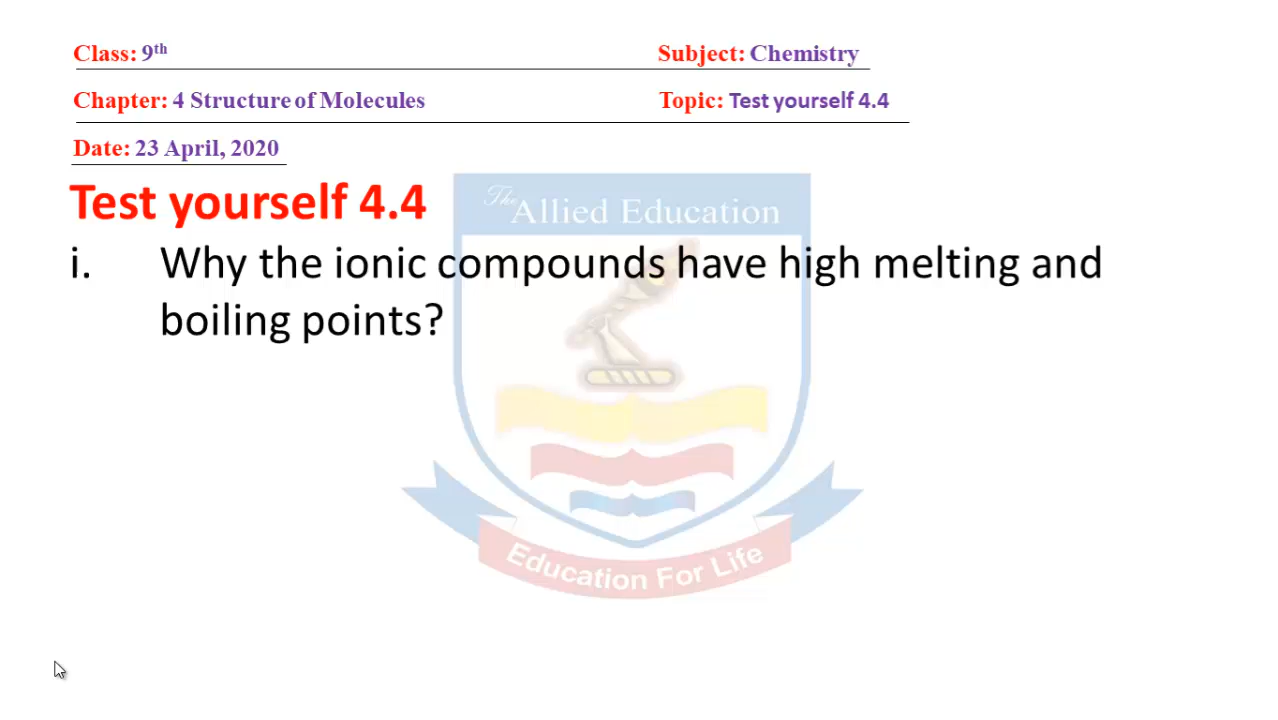 Class: 9th Subject: Chemistry
Chapter: 4 Structure of Molecules Topic: Test yourself 4.4
Date: 23 April, 2020
Test yourself 4.4
The Allied Education
i. Why the ionic compounds have high melting and
boiling points?
Education For Life